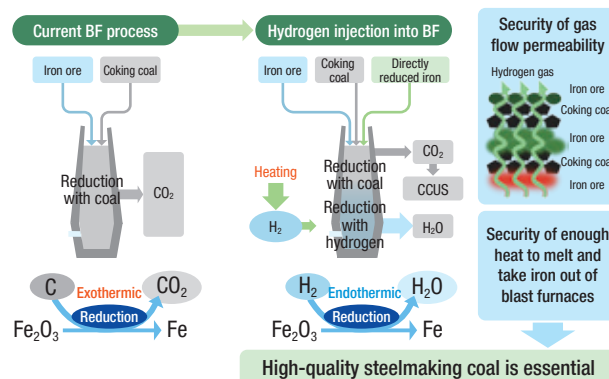 Current BF process
Hydrogen injection into BF
Security of gas
flow permeability
Iron ore
Coking coal
Iron ore
Coking
coal
Directly
reduced iron
Hydrogen gas
Iron ore
Coking coal
Iron ore
Coking coal
Iron ore
Reduction
with coal
CO₂
Heating
H₂
Reduction
with coal
Reduction
with hydrogen
CO₂
CCUS
H₂O
Security of enough
heat to melt and
take iron out of
blast furnaces
C
Exothermic
CO₂
Reduction
Fe₂O₃
Fe
H₂
Endothermic
H₂O
Reduction
Fe₂O₃
Fe
High-quality steelmaking coal is essential